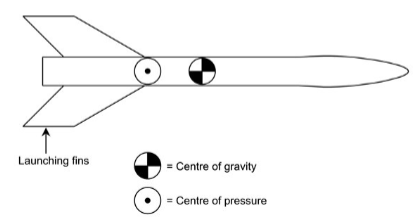 Launching fins
= Centre of gravity
= Centre of pressure